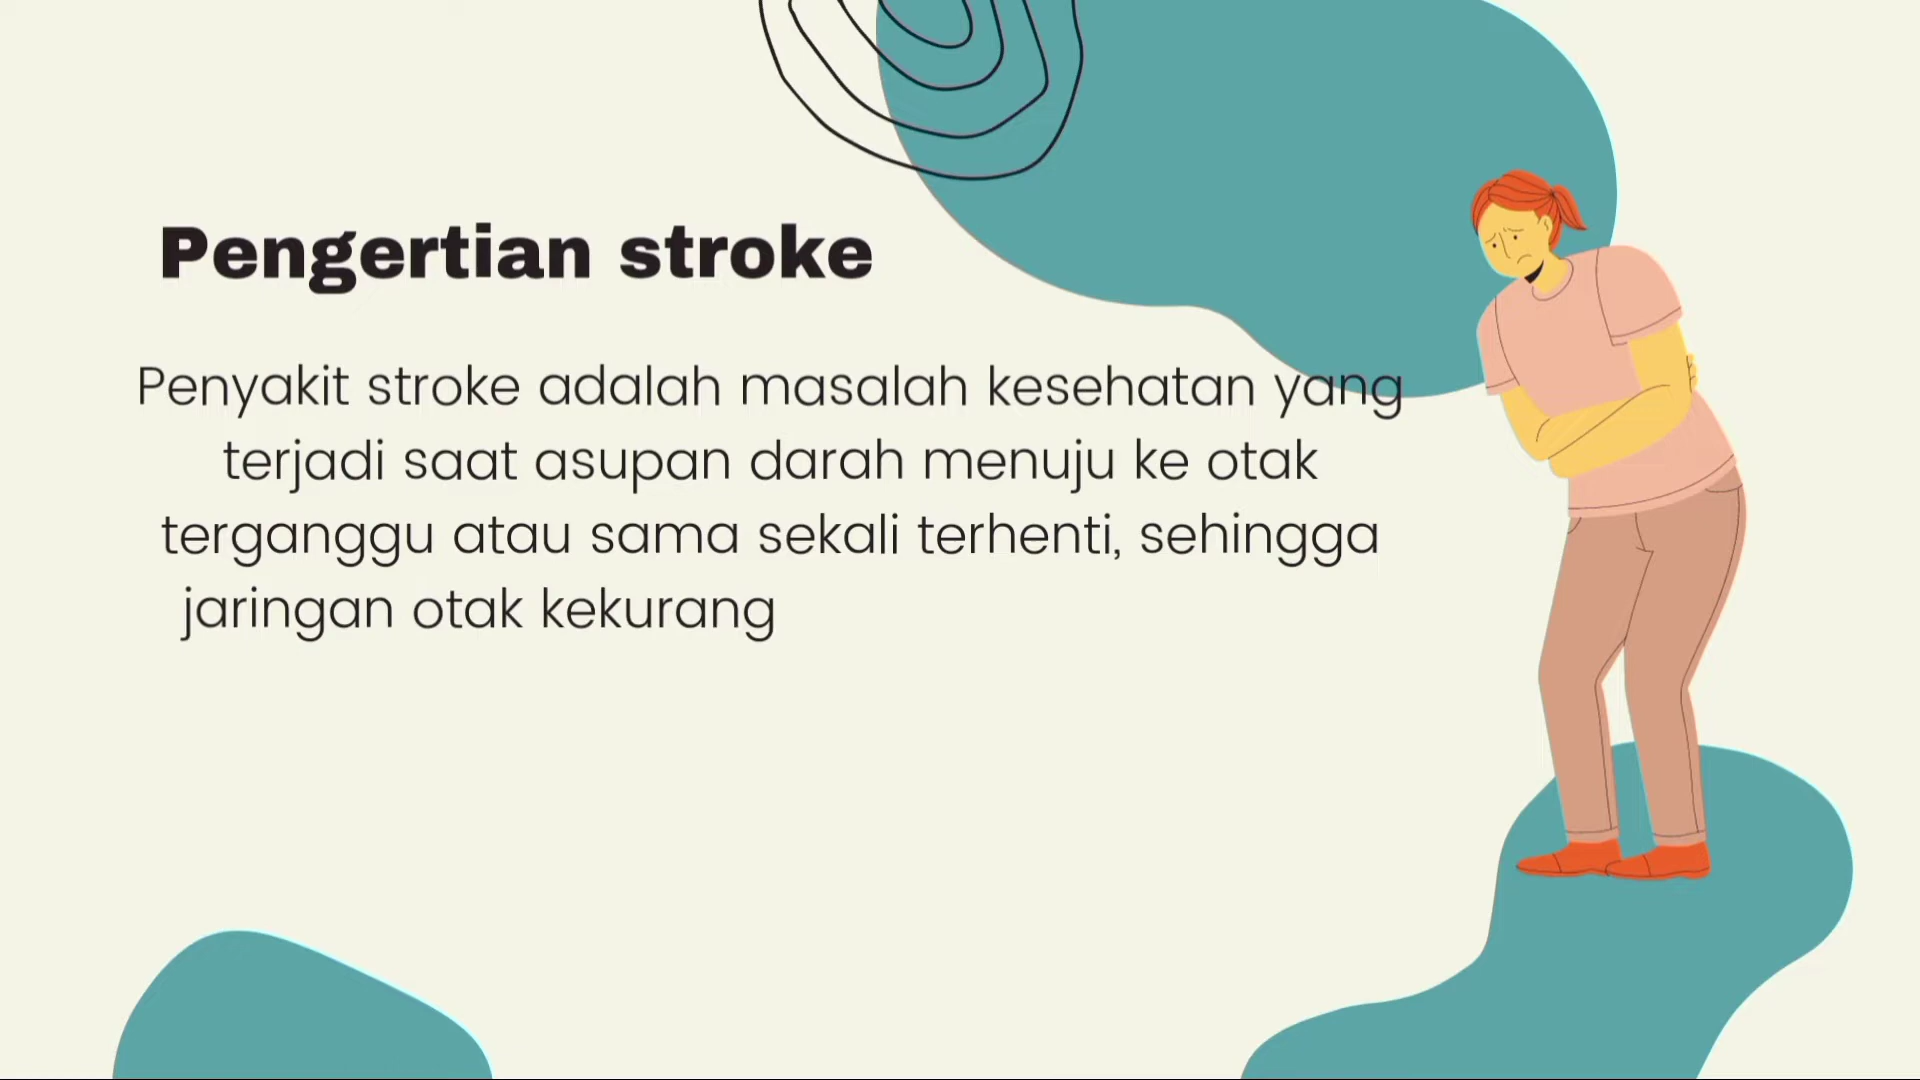 Pengertian stroke
Penyakit stroke adalah masalah kesehatan yang
terjadi saat asupan darah menuju ke otak
terganggu atau sama sekali terhenti, sehingga
jaringan otak kekurang